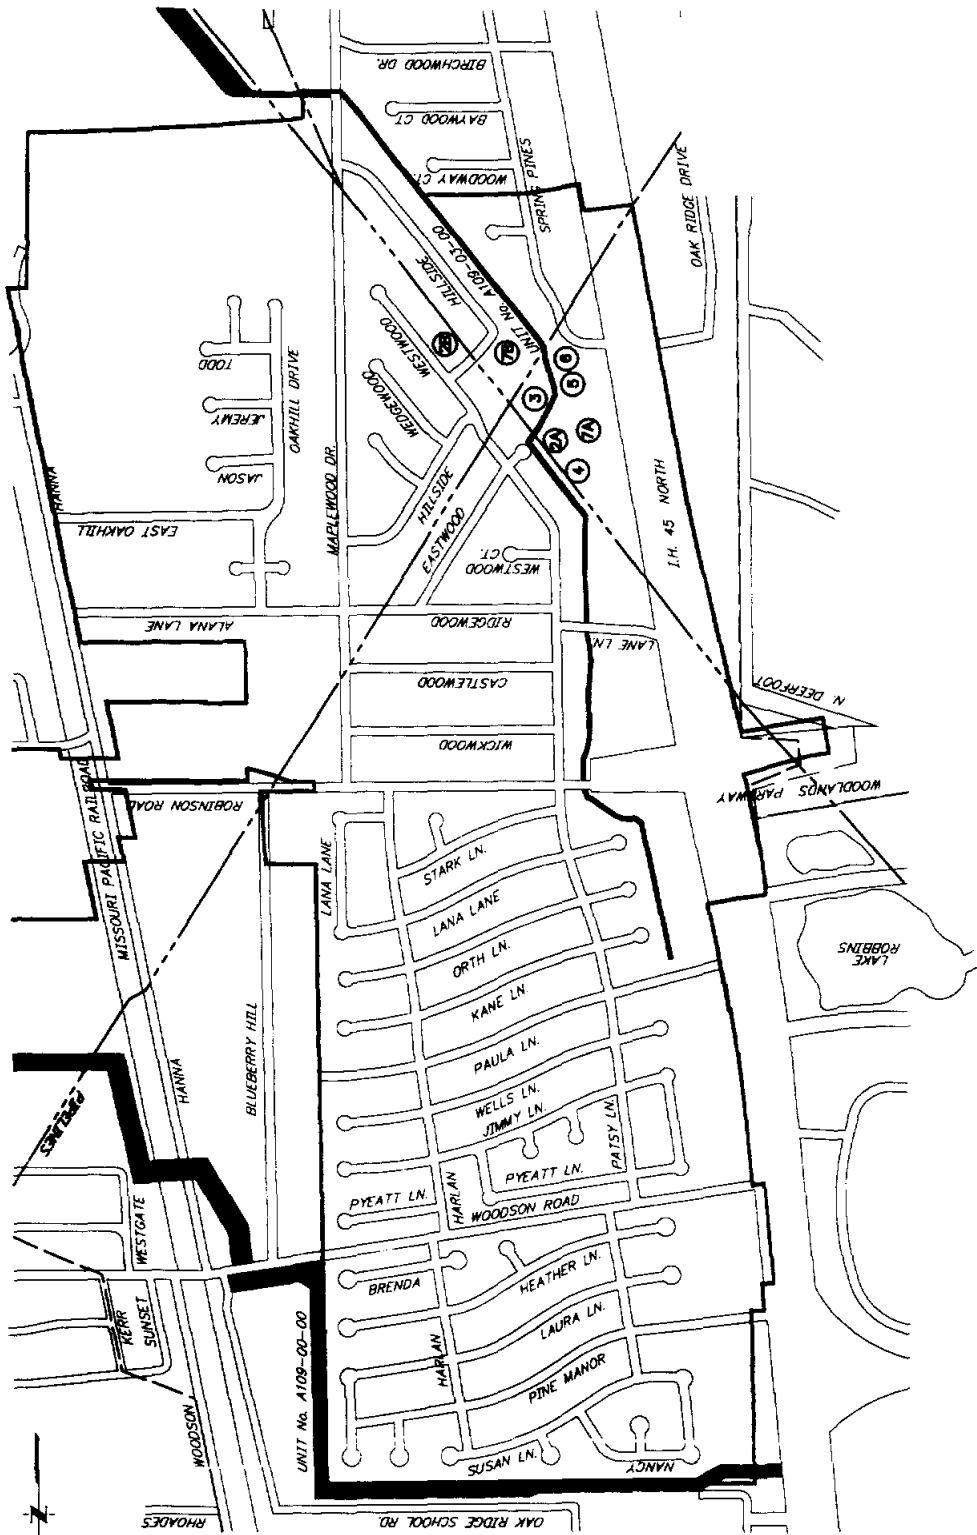 BIRCHWOOD DR.
BAYWOOD CT.
WOODWAY CT.
SPRING PINES
OAK RIDGE DRIVE
UNIT No. A109-03-00
HILLSIDE
WESTWOOD
WEDGEWOOD
2B
7B
6
5
3
2A
7A
4
TODD
JEREMY
JASON
OAKHILL DRIVE
MAPLEWOOD DR.
HANNA
EAST OAKHILL
HILLSIDE
EASTWOOD
WESTWOOD CT.
I.H. 45 NORTH
ALANA LANE
RIDGEWOOD
LANE LN.
CASTLEWOOD
N. DEERFOOT
WICKWOOD
WOODLANDS PARKWAY
ROBINSON ROAD
MISSOURI PACIFIC RAILROAD
LANA LANE
STARK LN.
LANA LANE
ORTH LN.
KANE LN.
LAKE ROBBINS
BLUEBERRY HILL
PAULA LN.
HANNA
WELLS LN.
JIMMY LN.
PIPELINES
PATSY LN.
PYEATT LN.
PYEATT LN.
HARLAN
WOODSON ROAD
WESTGATE
BRENDA
HEATHER LN.
KERR
SUNSET
LAURA LN.
HARLAN
UNIT No. A109-00-00
PINE MANOR
WOODSON
SUSAN LN.
NANCY
N
RHOADES
OAK RIDGE SCHOOL RD.